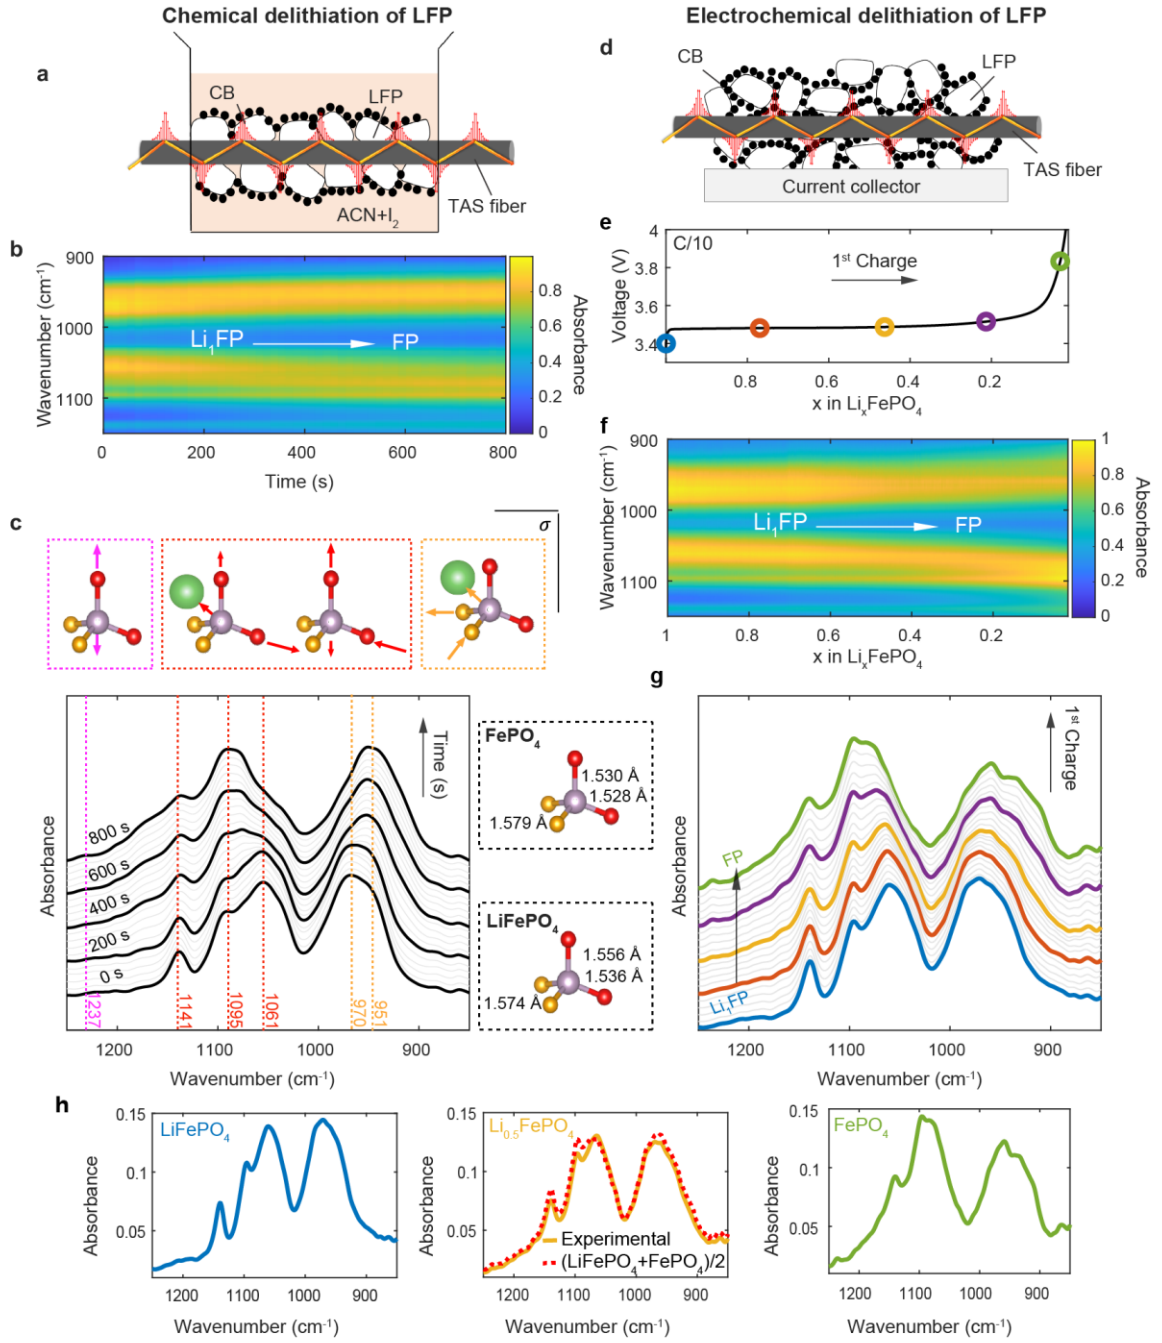 Chemical delithiation of LFP
Electrochemical delithiation of LFP
a
CB
LFP
TAS fiber
ACN+I₂
d
CB
LFP
TAS fiber
Current collector
b
Wavenumber (cm⁻¹)
900
1000
1100
Li₁FP
FP
0 200 400 600 800
Time (s)
0.8
0.6
0.4
0.2
0
Absorbance
e
C/10
1ˢᵗ Charge
Voltage (V)
4
3.8
3.6
3.4
0.8 0.6 0.4 0.2
x in LiₓFePO₄
f
Wavenumber (cm⁻¹)
900
1000
1100
Li₁FP
FP
1 0.8 0.6 0.4 0.2
x in LiₓFePO₄
1
0.8
0.6
0.4
0.2
0
Absorbance
c
σ
Absorbance
Time (s)
800 s
600 s
400 s
200 s
0 s
1237
1141
1095
1061
970
951
1200 1100 1000 900
Wavenumber (cm⁻¹)
FePO₄
1.530 Å
1.528 Å
1.579 Å
LiFePO₄
1.556 Å
1.536 Å
1.574 Å
g
1ˢᵗ Charge
Absorbance
FP
Li₁FP
1200 1100 1000 900
Wavenumber (cm⁻¹)
h
LiFePO₄
Absorbance
0.15
0.1
0.05
1200 1100 1000 900
Wavenumber (cm⁻¹)
Li₀.₅FePO₄
Absorbance
0.15
0.1
0.05
Experimental
(LiFePO₄+FePO₄)/2
1200 1100 1000 900
Wavenumber (cm⁻¹)
FePO₄
Absorbance
0.15
0.1
0.05
1200 1100 1000 900
Wavenumber (cm⁻¹)